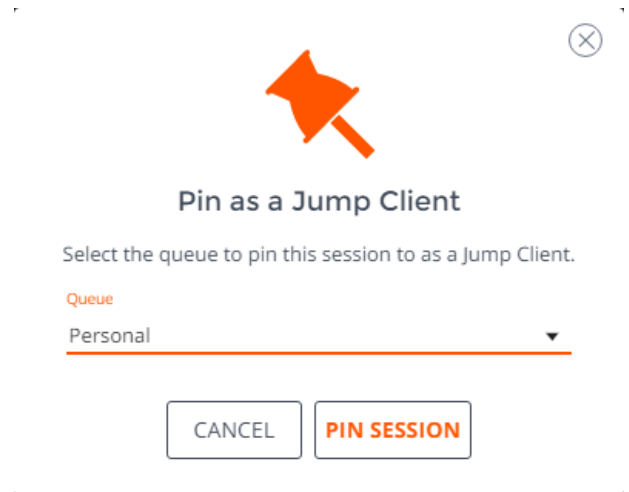 Pin as a Jump Client
Select the queue to pin this session to as a Jump Client.
Queue
Personal
CANCEL
PIN SESSION